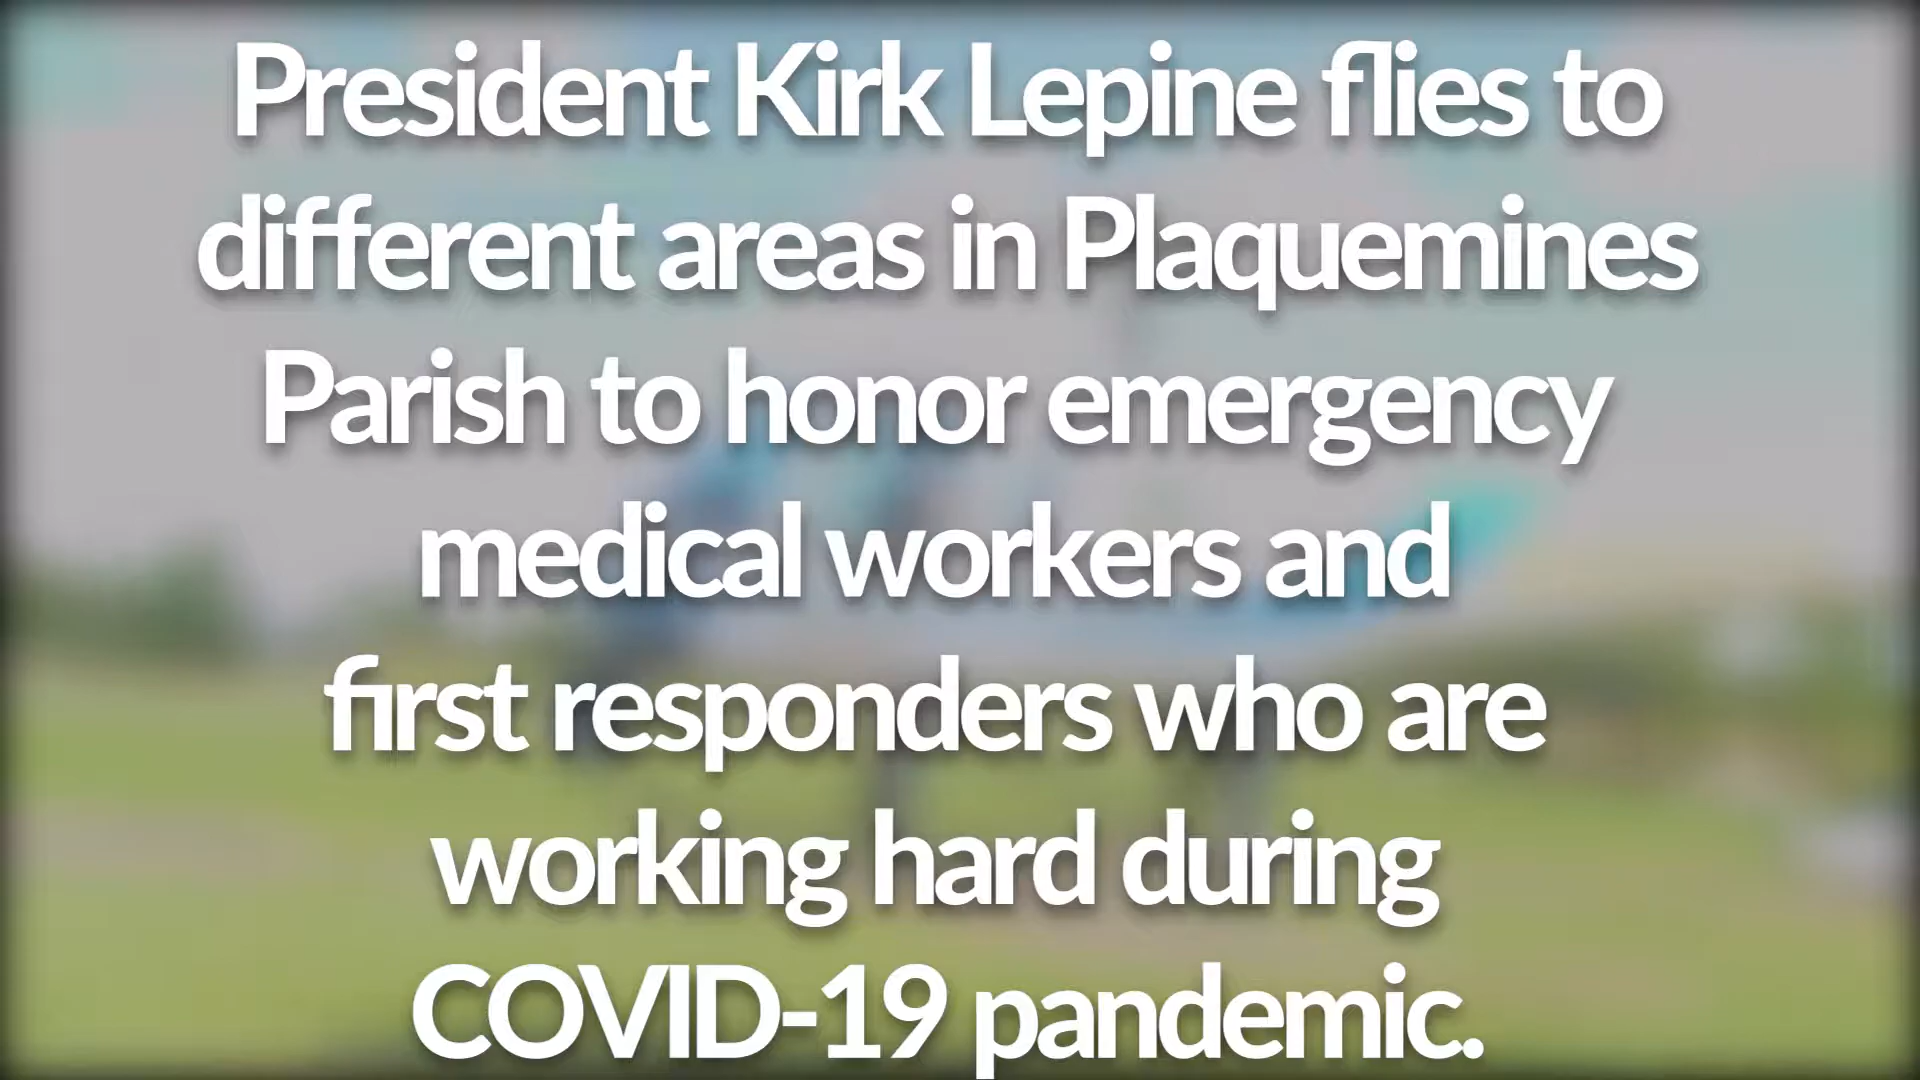 President Kirk Lepine flies to
different areas in Plaquemines
Parish to honor emergency
medical workers and
first responders who are
working hard during
COVID-19 pandemic.